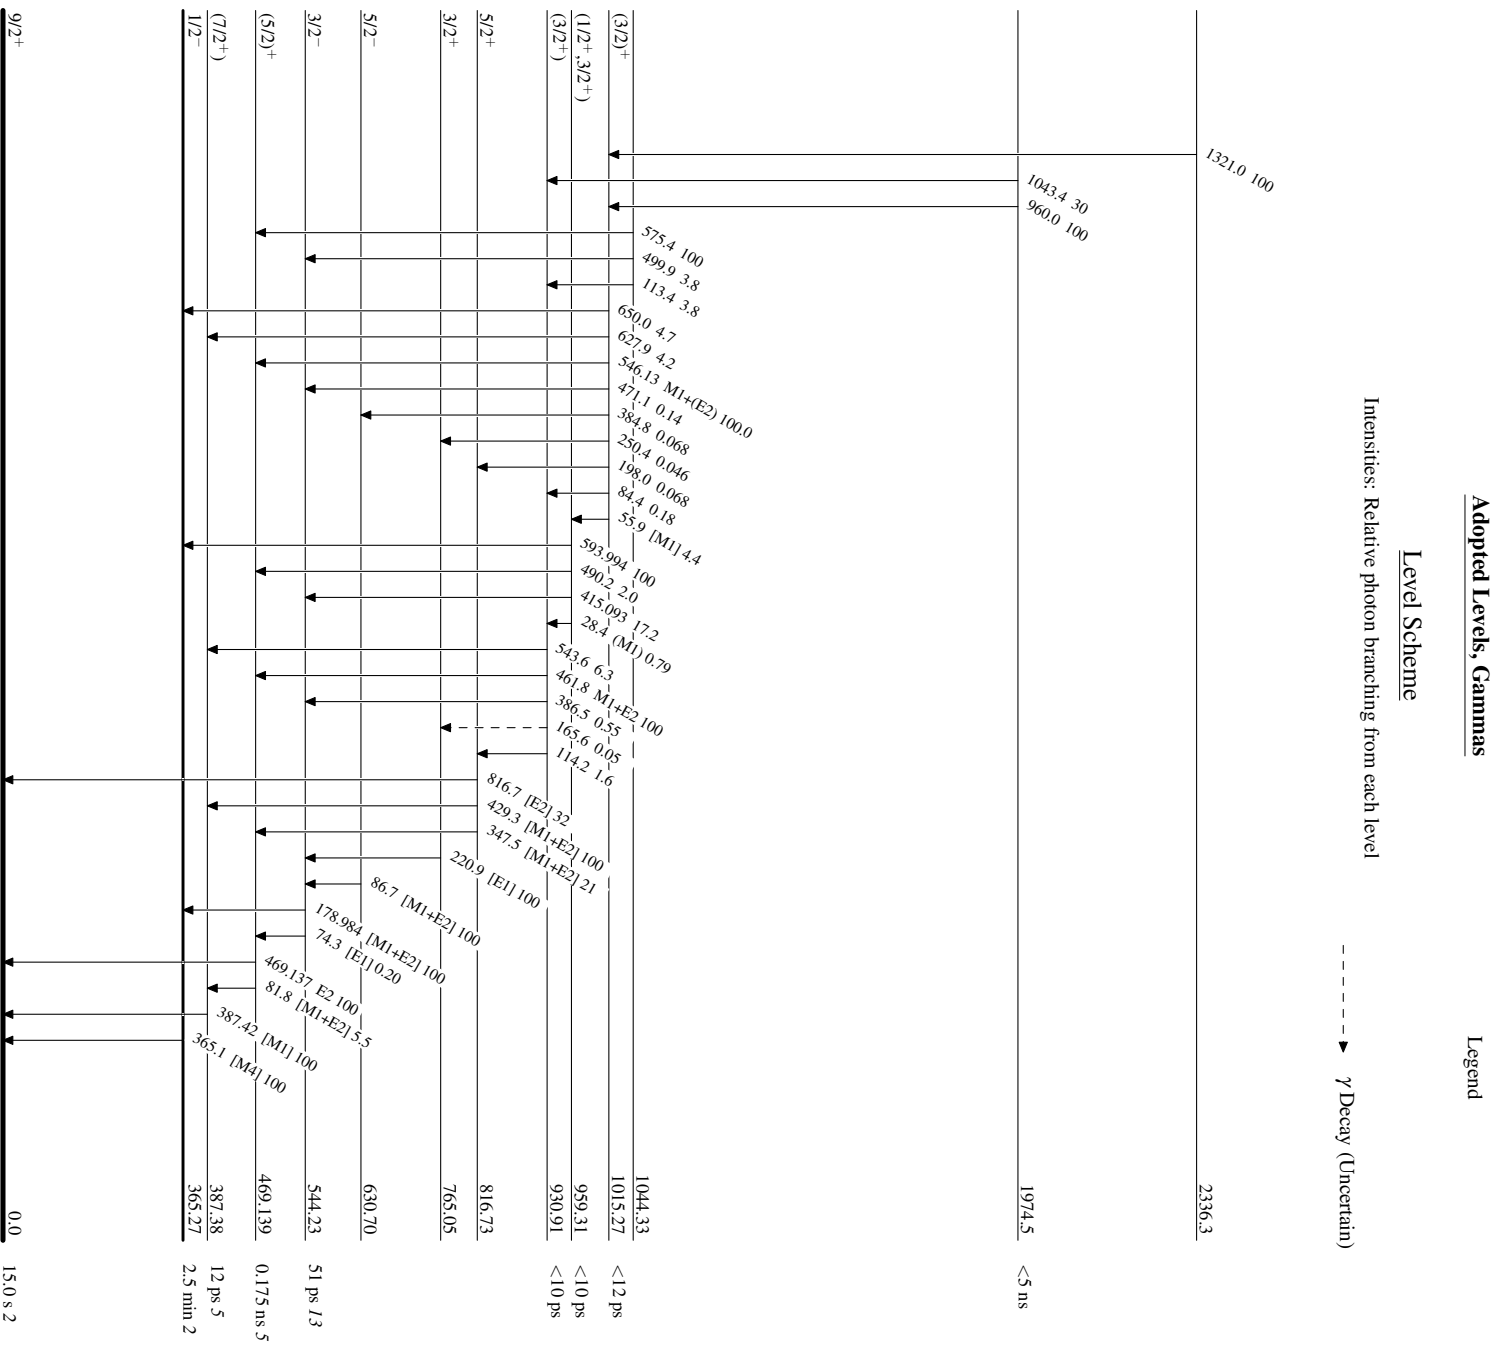 Adopted Levels, Gammas
Legend
Level Scheme
Intensities: Relative photon branching from each level
γ Decay (Uncertain)
1321.0 100
1043.4 30
960.0 100
575.4 100
499.9 3.8
113.4 3.8
650.0 4.7
627.9 4.2
546.13 M1+(E2) 100.0
471.1 0.14
384.8 0.068
250.4 0.046
198.0 0.068
84.4 0.18
55.9 [M1] 4.4
593.994 100
490.2 2.0
415.093 17.2
28.4 (M1) 0.79
543.6 6.3
461.8 M1+E2 100
386.5 0.55
165.6 0.05
114.2 1.6
816.7 [E2] 32
429.3 [M1+E2] 100
347.5 [M1+E2] 21
220.9 [E1] 100
86.7 [M1+E2] 100
178.984 [M1+E2] 100
74.3 [E1] 0.20
469.137 E2 100
81.8 [M1+E2] 5.5
387.42 [M1] 100
365.1 [M4] 100
2336.3
1974.5 <5 ns
1044.33
(3/2)⁺ 1015.27 <12 ps
(1/2⁺,3/2⁺) 959.31 <10 ps
(3/2⁺) 930.91 <10 ps
5/2⁺ 816.73
3/2⁺ 765.05
5/2⁻ 630.70
3/2⁻ 544.23 51 ps 13
(5/2)⁺ 469.139 0.175 ns 5
(7/2⁺) 387.38 12 ps 5
1/2⁻ 365.27 2.5 min 2
9/2⁺ 0.0 15.0 s 2